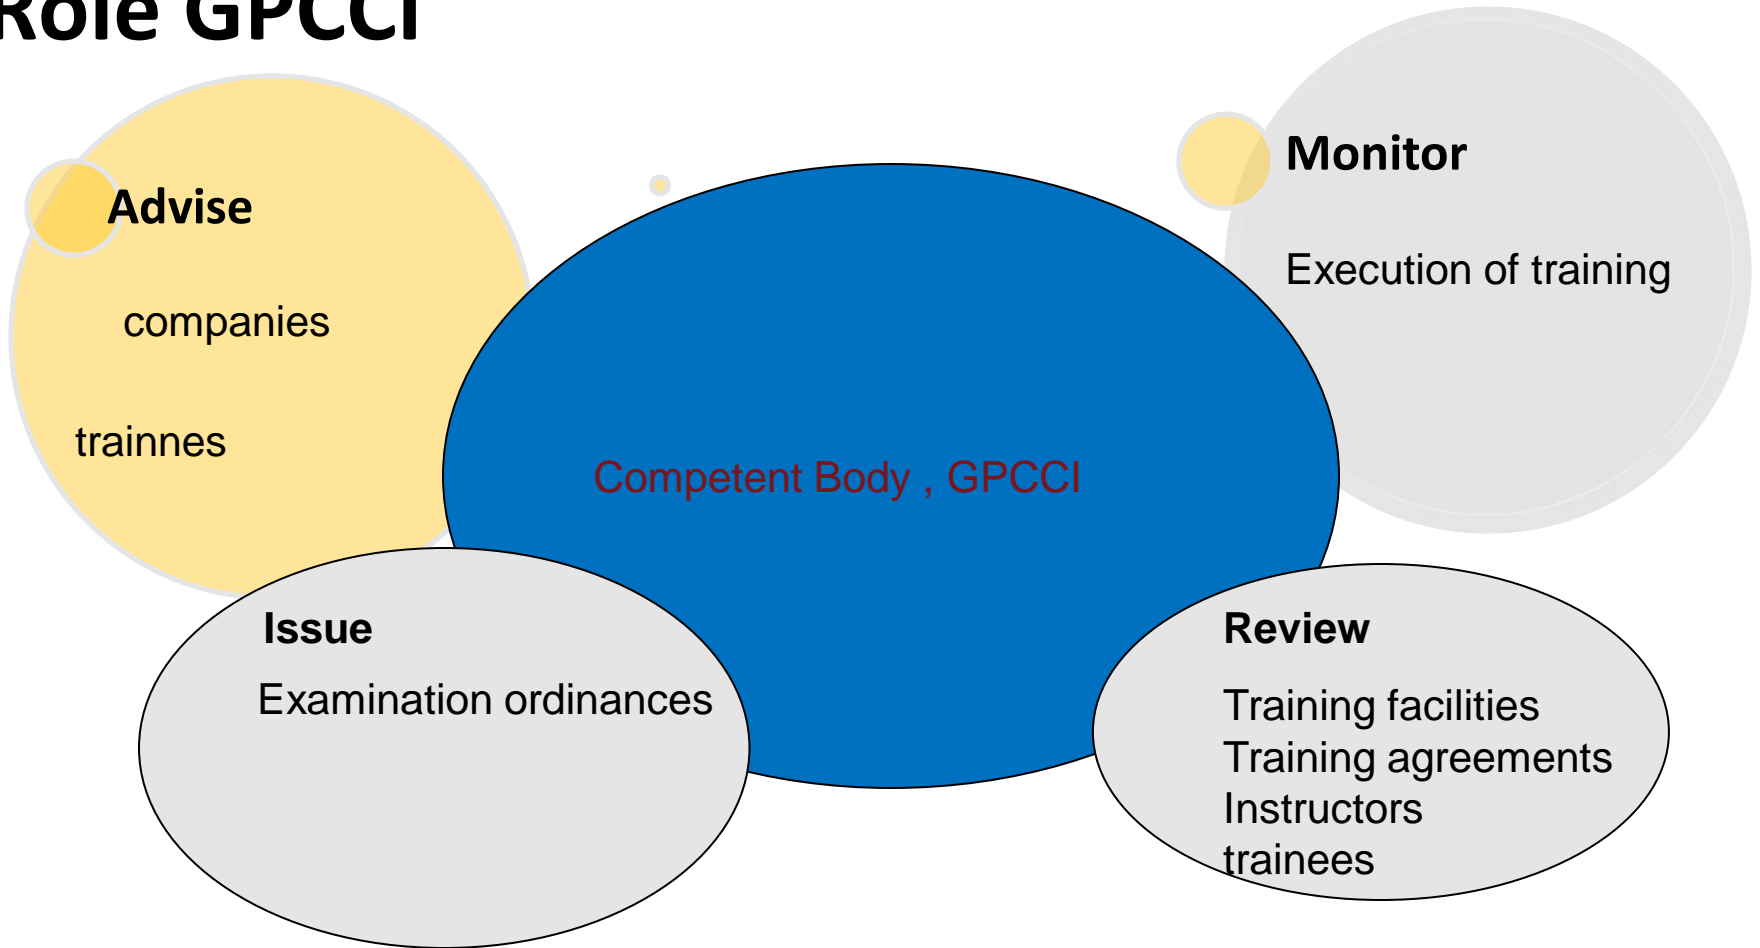 Role GPCCI
Advise
companies
trainnes
Monitor
Execution of training
Competent Body , GPCCI
Issue
Examination ordinances
Review
Training facilities
Training agreements
Instructors
trainees